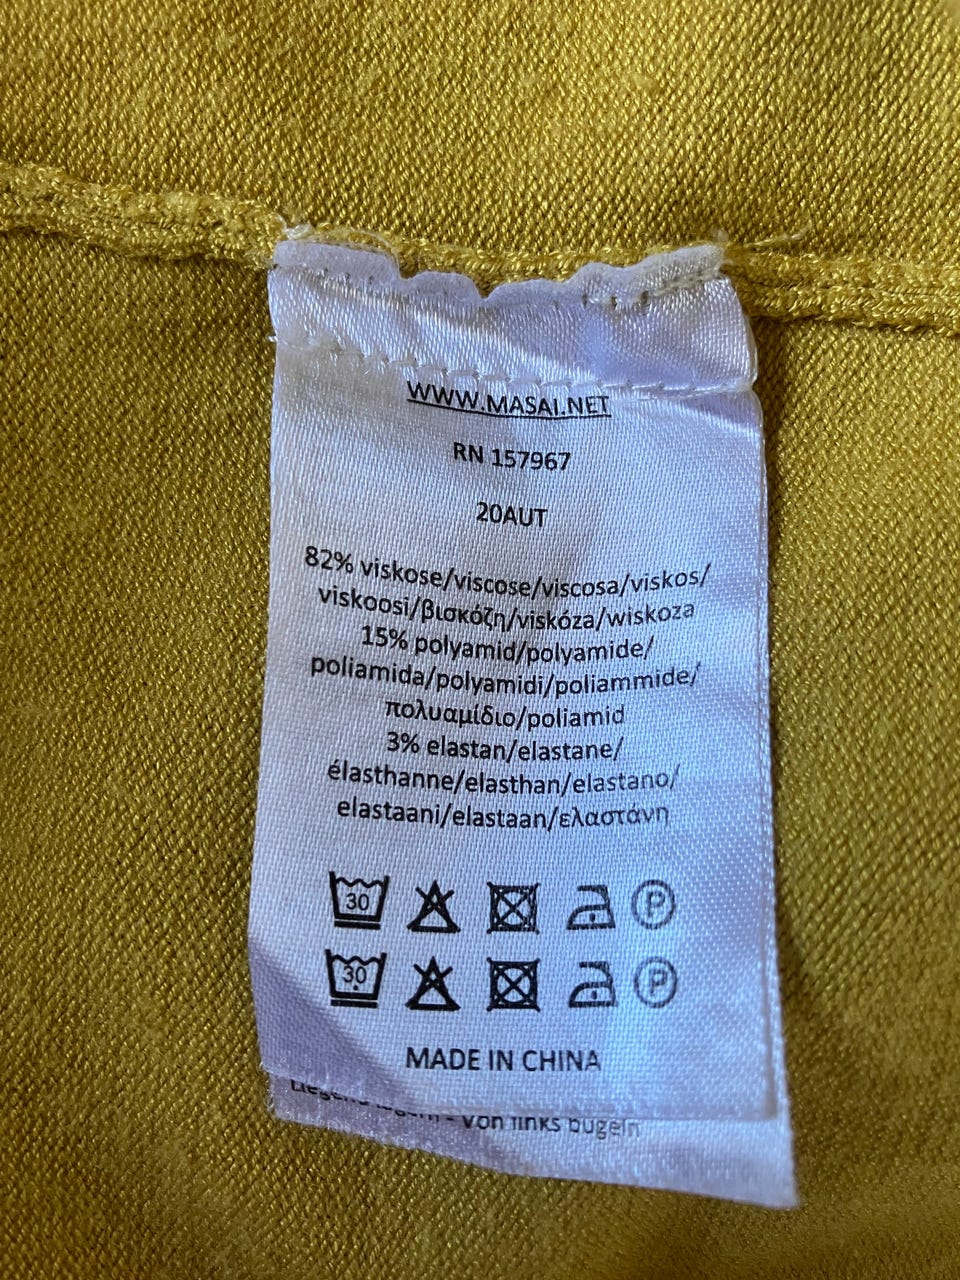 WWW.MASAI.NET
RN 157967
20AUT
82% viskose/viscose/viscosa/viskos/
viskoosi/βισκόζη/viskóza/wiskoza
15% polyamid/polyamide/
poliamida/polyamidi/poliammide/
πολυαμίδιο/poliamid
3% elastan/elastane/
élasthanne/elasthan/elastano/
elastaani/elastaan/ελαστάνη
30 P
30 P
MADE IN CHINA
- Von links bügeln